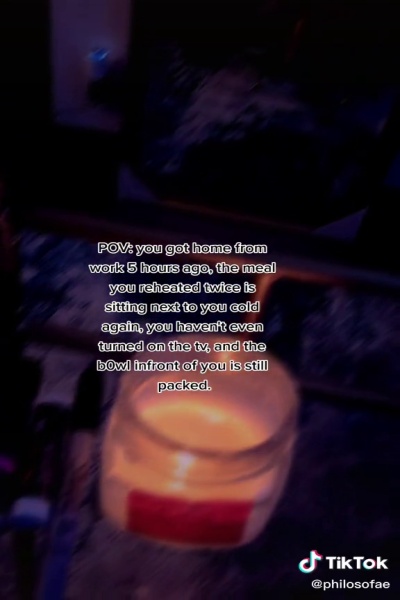 POV: you got home from
work 5 hours ago, the meal
you reheated twice is
sitting next to you cold
again, you haven't even
turned on the tv, and the
b0wl infront of you is still
packed.
TikTok
@philosofae